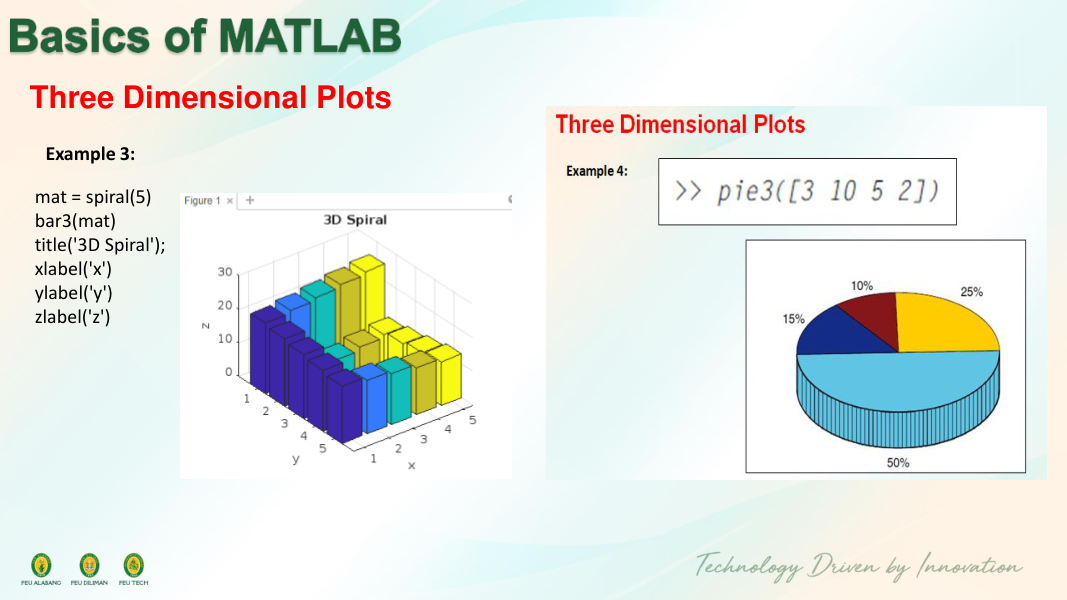 Basics of MATLAB
Three Dimensional Plots
Example 3:
mat = spiral(5)
bar3(mat)
title('3D Spiral');
xlabel('x')
ylabel('y')
zlabel('z')
Figure 1 × +
3D Spiral
30
20
10
0
z
1
2
3
4
5
y
1
2
3
4
5
x
Three Dimensional Plots
Example 4:
>> pie3([3 10 5 2])
10%
25%
15%
50%
FEU ALABANG FEU DILIMAN FEU TECH
Technology Driven by Innovation